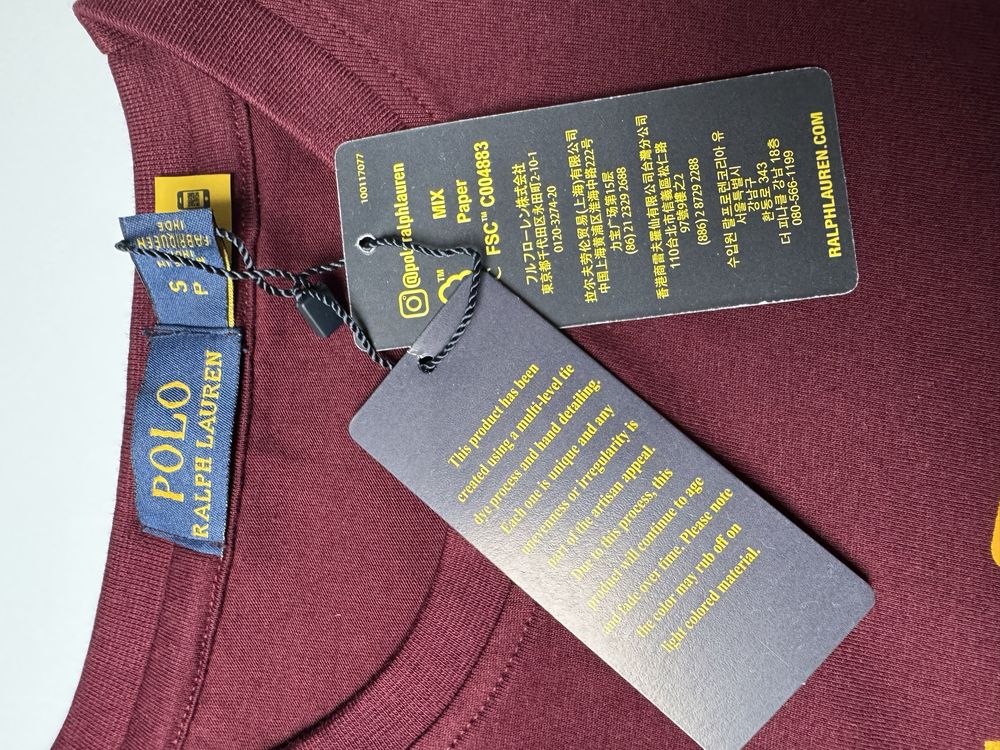 POLO
RALPH LAUREN
S
P
FABRIQUÉ EN
INDE
100117077
@poloralphlauren
MIX
Paper
FSC™ C004883
™
ラルフローレン株式会社
東京都千代田区永田町2-10-1
0120-3274-20
拉尔夫劳伦贸易(上海)有限公司
中国上海黄浦区淮海中路222号
力宝广场第15层
(86) 21 2329 2688
香港商雷夫羅倫有限公司台灣分公司
110台北市信義區松仁路
97號9樓之2
(886) 2 8729 2288
수입원 랄프로렌코리아 유
서울특별시
강남구
한동로 343
더 피나클 강남 18층
080-566-1199
RALPHLAUREN.COM
This product has been
created using a multi-level tie
dye process and hand detailing.
Each one is unique and any
unevenness or irregularity is
part of the artisan appeal.
Due to this process, this
product will continue to age
and fade over time. Please note
the color may rub off on
light colored material.